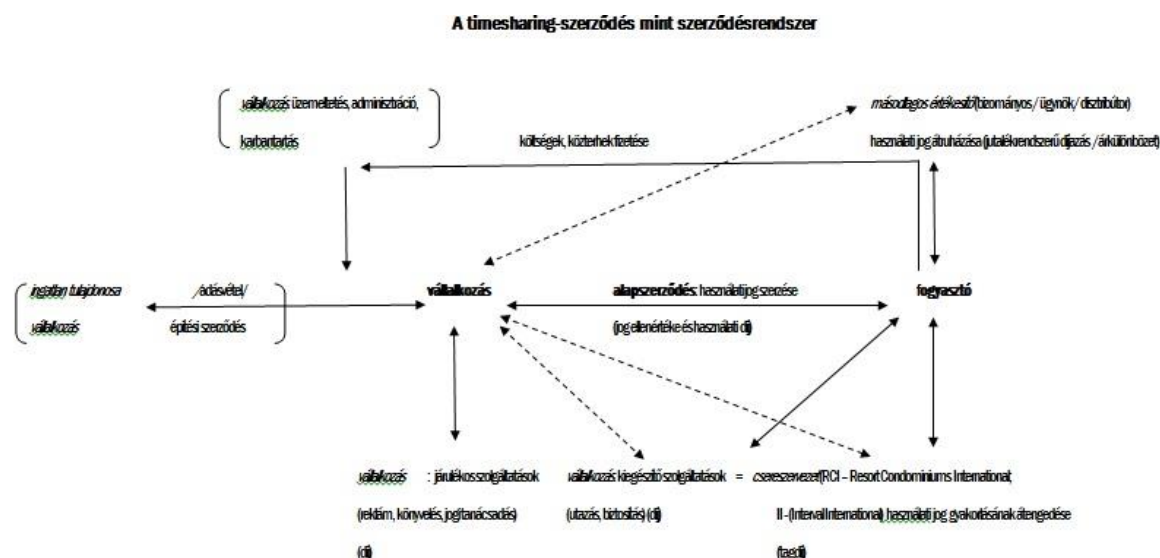 A timesharing-szerződés mint szerződésrendszer
vállalkozás: üzemeltetés, adminisztráció,
karbantartás
költségek, közterhek fizetése
másodlagos értékesítő (bizományos / ügynök / disztribútor)
használati jog átruházása (jutalékrendszerű díjazás / árkülönbözet)
ingatlan tulajdonosa
/adásvétel/
vállalkozás
építési szerződés
vállalkozás
alapszerződés: használati jog szerzése
fogyasztó
(jog ellenértéke és használati díj)
vállalkozás : járulékos szolgáltatások
(reklám, könyvelés, jogi tanácsadás)
(díj)
vállalkozás: kiegészítő szolgáltatások = csereszervezet (RCI – Resort Condominiums International;
(utazás, biztosítás) (díj)
II - (Interval International) használati jog gyakorlásának átengedése
(tagdíj)